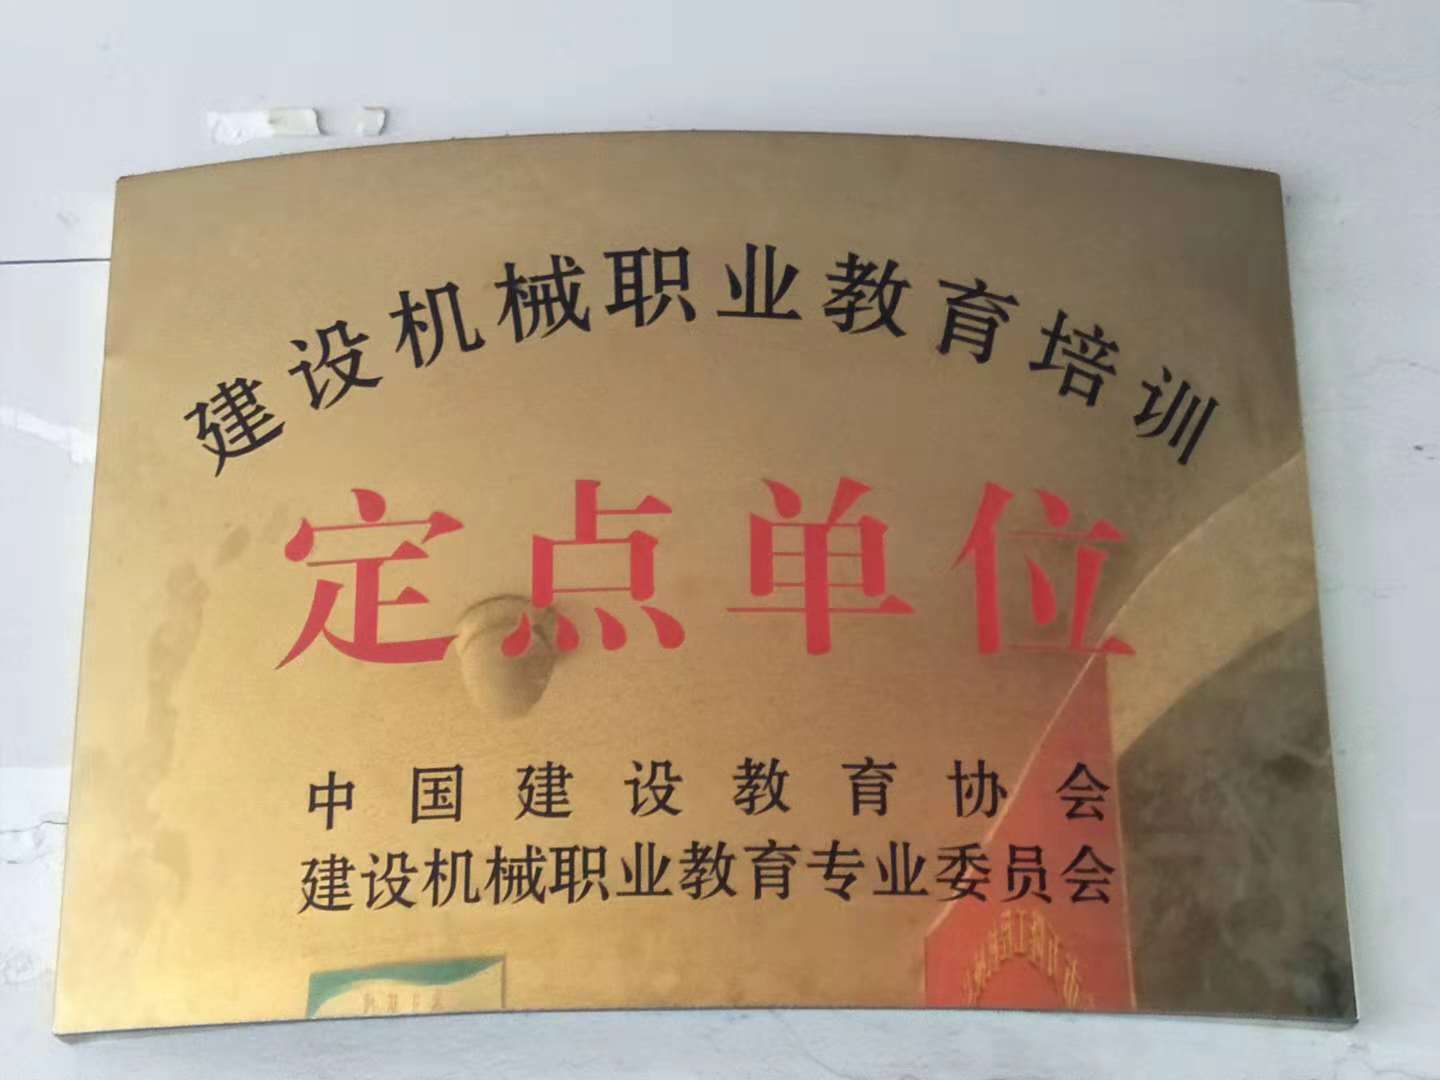 建设机械职业教育培训
定点单位
中国建设教育协会
建设机械职业教育专业委员会